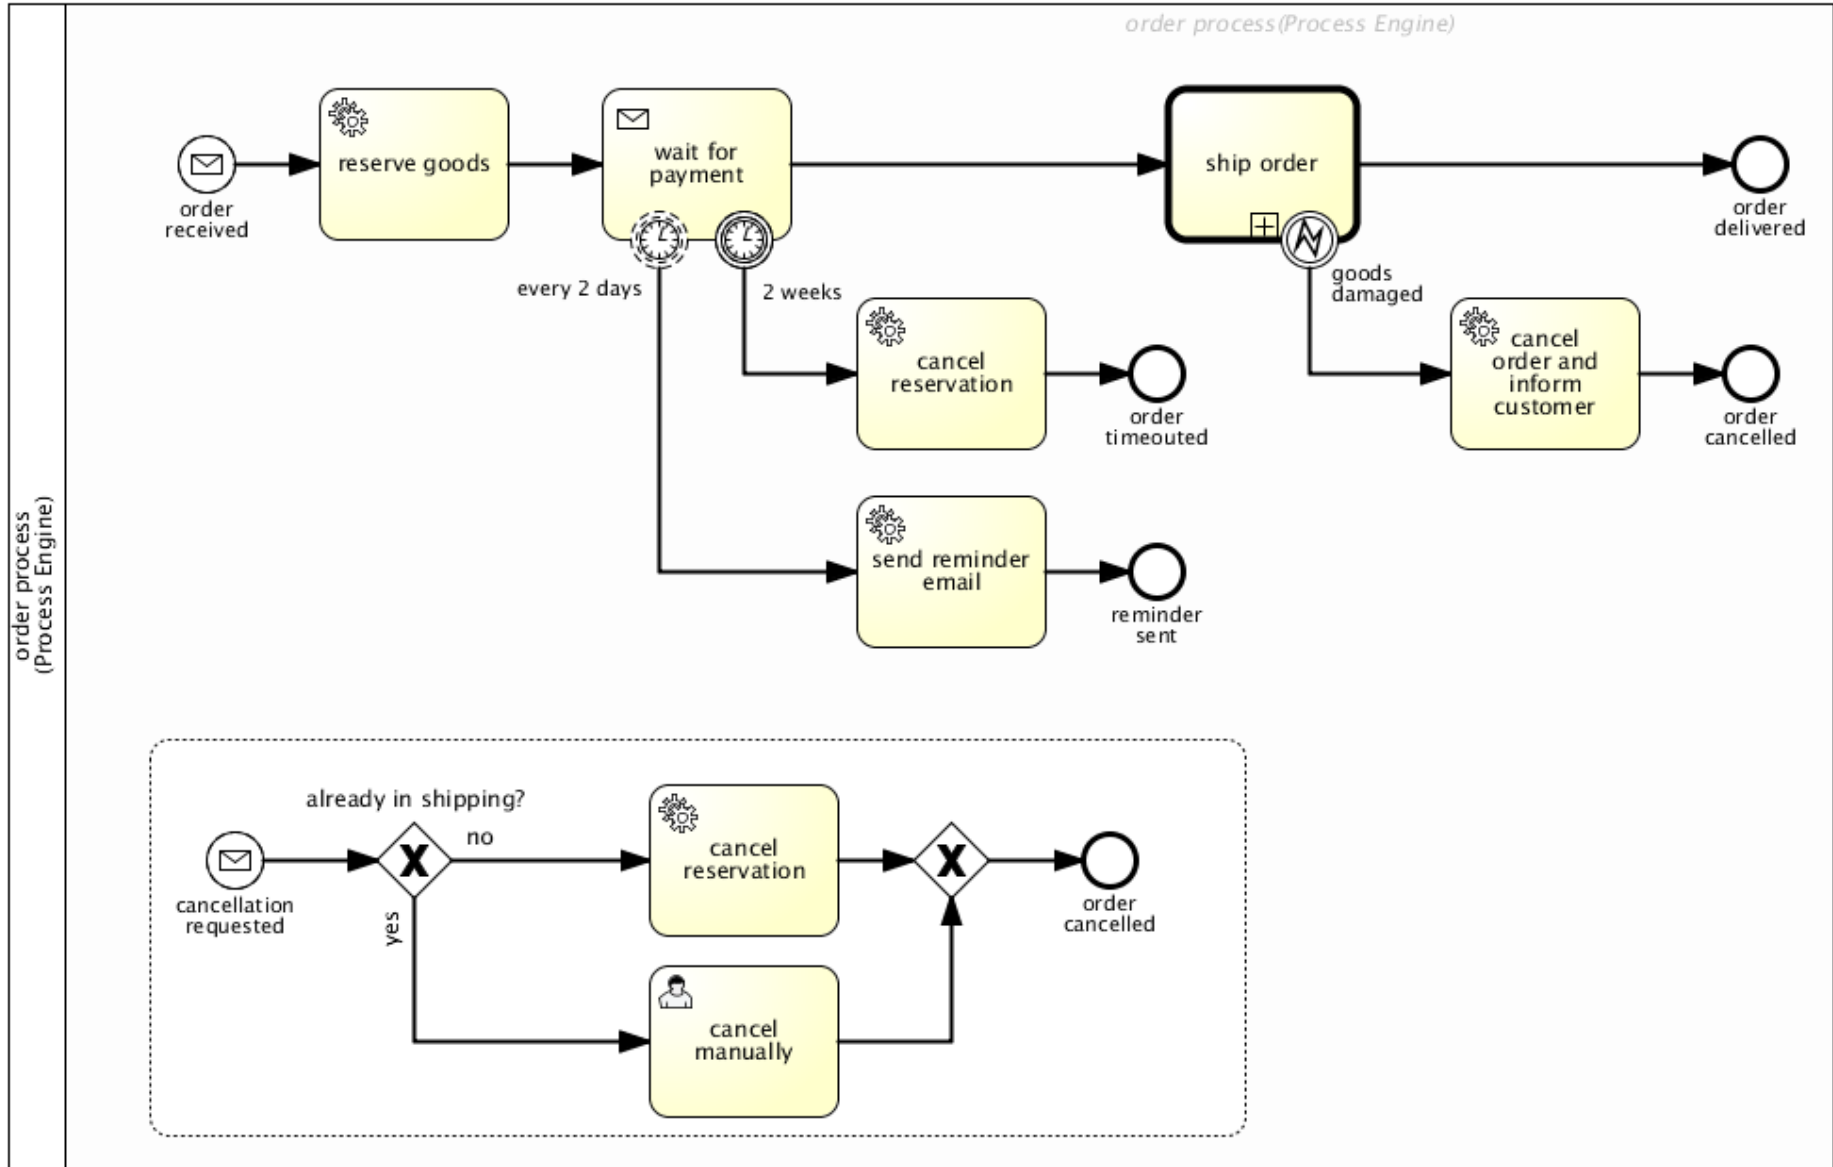 order process(Process Engine)
order process
(Process Engine)
order
received
reserve goods
wait for
payment
ship order
order
delivered
every 2 days
2 weeks
goods
damaged
cancel
reservation
order
timeouted
cancel
order and
inform
customer
order
cancelled
send reminder
email
reminder
sent
already in shipping?
no
yes
cancellation
requested
cancel
reservation
order
cancelled
cancel
manually